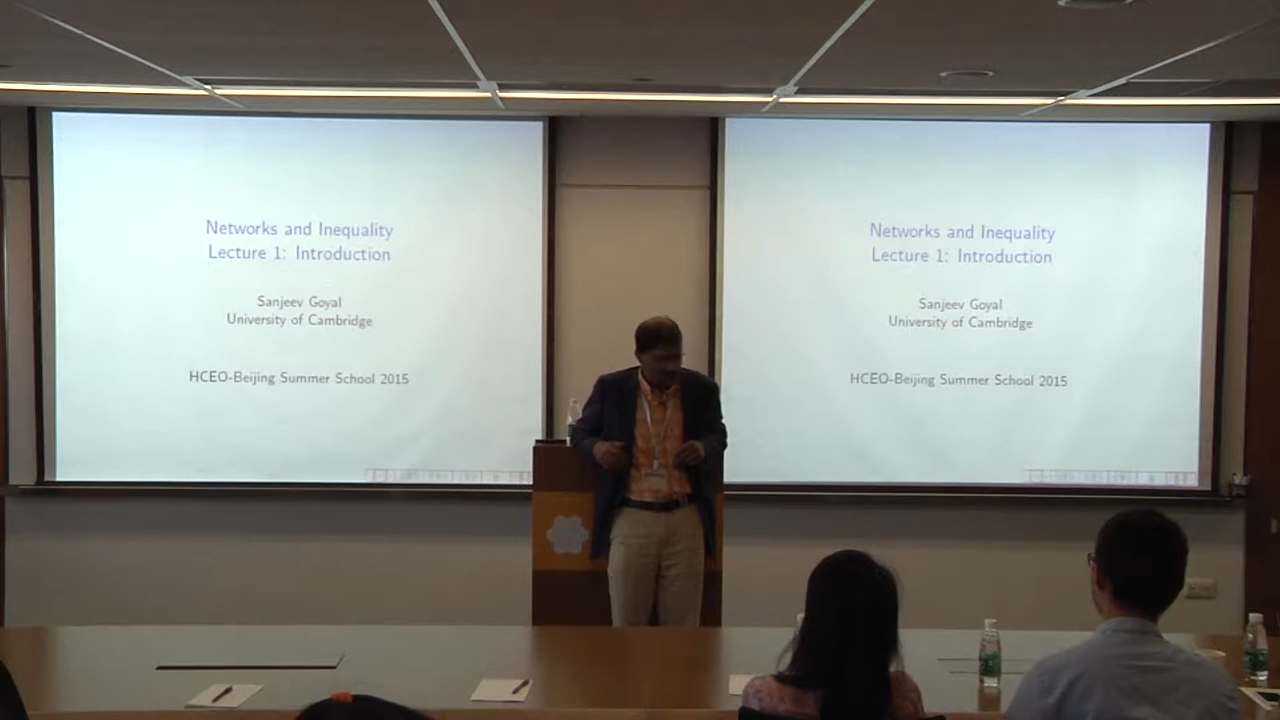 Networks and Inequality
Lecture 1: Introduction
Sanjeev Goyal
University of Cambridge
HCEO-Beijing Summer School 2015
Networks and Inequality
Lecture 1: Introduction
Sanjeev Goyal
University of Cambridge
HCEO-Beijing Summer School 2015